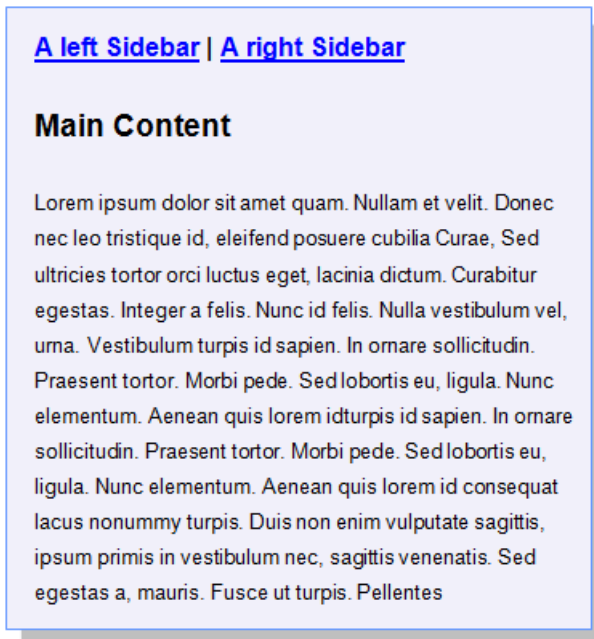 A left Sidebar | A right Sidebar
Main Content
Lorem ipsum dolor sit amet quam. Nullam et velit. Donec
nec leo tristique id, eleifend posuere cubilia Curae, Sed
ultricies tortor orci luctus eget, lacinia dictum. Curabitur
egestas. Integer a felis. Nunc id felis. Nulla vestibulum vel,
urna. Vestibulum turpis id sapien. In ornare sollicitudin.
Praesent tortor. Morbi pede. Sed lobortis eu, ligula. Nunc
elementum. Aenean quis lorem idturpis id sapien. In ornare
sollicitudin. Praesent tortor. Morbi pede. Sed lobortis eu,
ligula. Nunc elementum. Aenean quis lorem id consequat
lacus nonummy turpis. Duis non enim vulputate sagittis,
ipsum primis in vestibulum nec, sagittis venenatis. Sed
egestas a, mauris. Fusce ut turpis. Pellentes